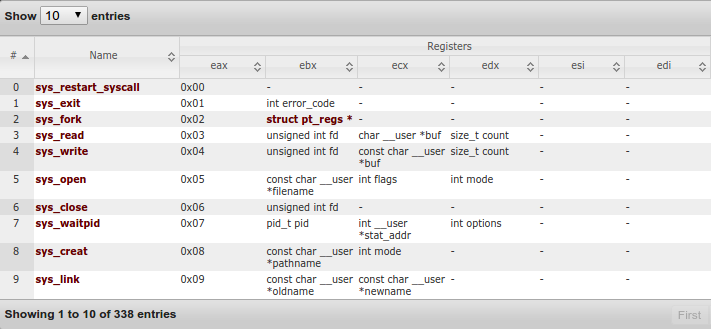 Show 10 entries
# Name Registers
eax ebx ecx edx esi edi
0 sys_restart_syscall 0x00 - - - - -
1 sys_exit 0x01 int error_code - - - -
2 sys_fork 0x02 struct pt_regs * - - - -
3 sys_read 0x03 unsigned int fd char __user *buf size_t count - -
4 sys_write 0x04 unsigned int fd const char __user size_t count - -
*buf
5 sys_open 0x05 const char __user int flags int mode - -
*filename
6 sys_close 0x06 unsigned int fd - - - -
7 sys_waitpid 0x07 pid_t pid int __user int options - -
*stat_addr
8 sys_creat 0x08 const char __user int mode - - -
*pathname
9 sys_link 0x09 const char __user const char __user - - -
*oldname *newname
Showing 1 to 10 of 338 entries First